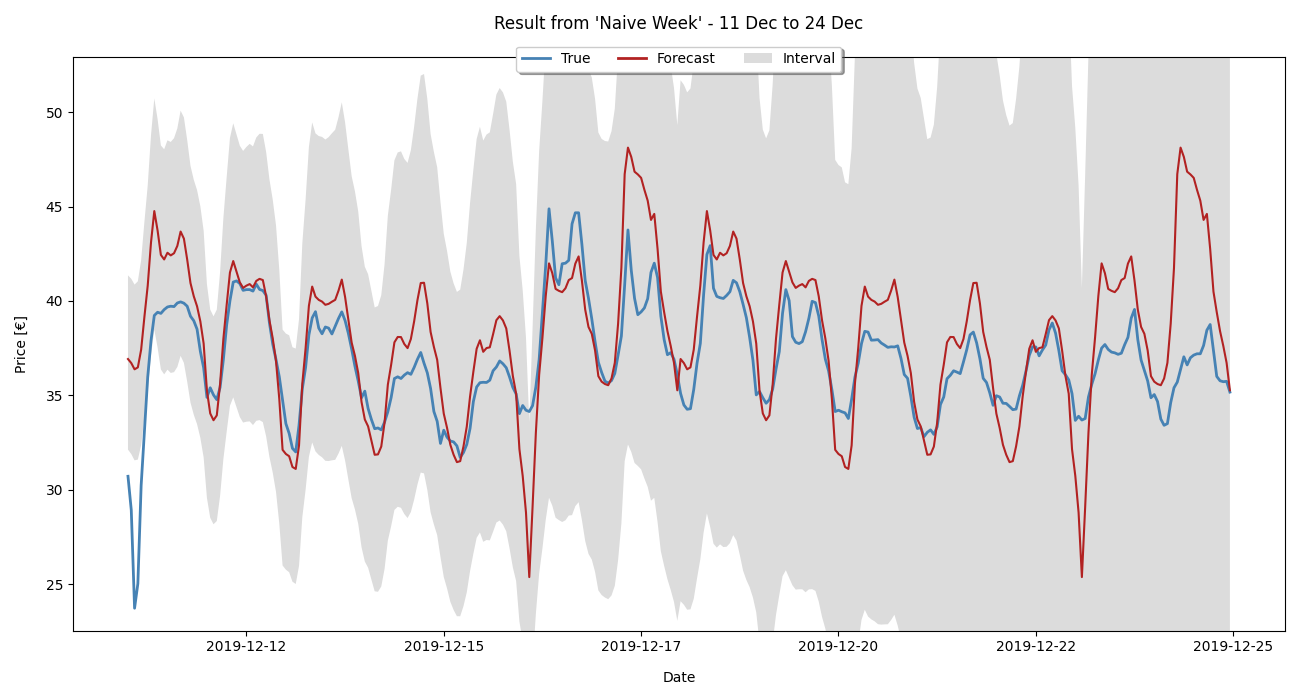 Result from 'Naive Week' - 11 Dec to 24 Dec
True Forecast Interval
Price [€]
50
45
40
35
30
25
2019-12-12 2019-12-15 2019-12-17 2019-12-20 2019-12-22 2019-12-25
Date